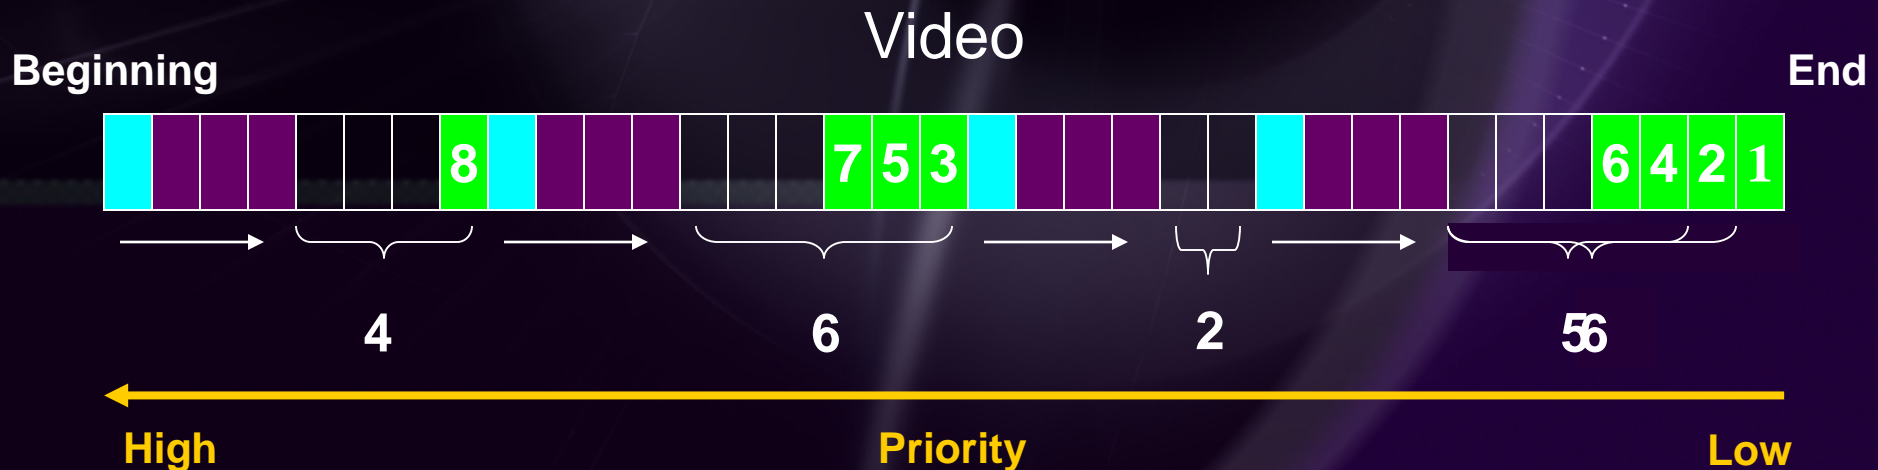 Video
Beginning End
8 7 5 3 6 4 2 1
4 6 2 56
High Priority Low